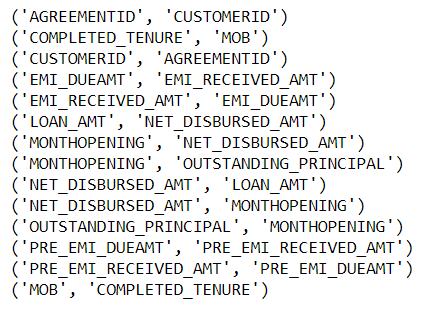 ('AGREEMENTID', 'CUSTOMERID')
('COMPLETED_TENURE', 'MOB')
('CUSTOMERID', 'AGREEMENTID')
('EMI_DUEAMT', 'EMI_RECEIVED_AMT')
('EMI_RECEIVED_AMT', 'EMI_DUEAMT')
('LOAN_AMT', 'NET_DISBURSED_AMT')
('MONTHOPENING', 'NET_DISBURSED_AMT')
('MONTHOPENING', 'OUTSTANDING_PRINCIPAL')
('NET_DISBURSED_AMT', 'LOAN_AMT')
('NET_DISBURSED_AMT', 'MONTHOPENING')
('OUTSTANDING_PRINCIPAL', 'MONTHOPENING')
('PRE_EMI_DUEAMT', 'PRE_EMI_RECEIVED_AMT')
('PRE_EMI_RECEIVED_AMT', 'PRE_EMI_DUEAMT')
('MOB', 'COMPLETED_TENURE')